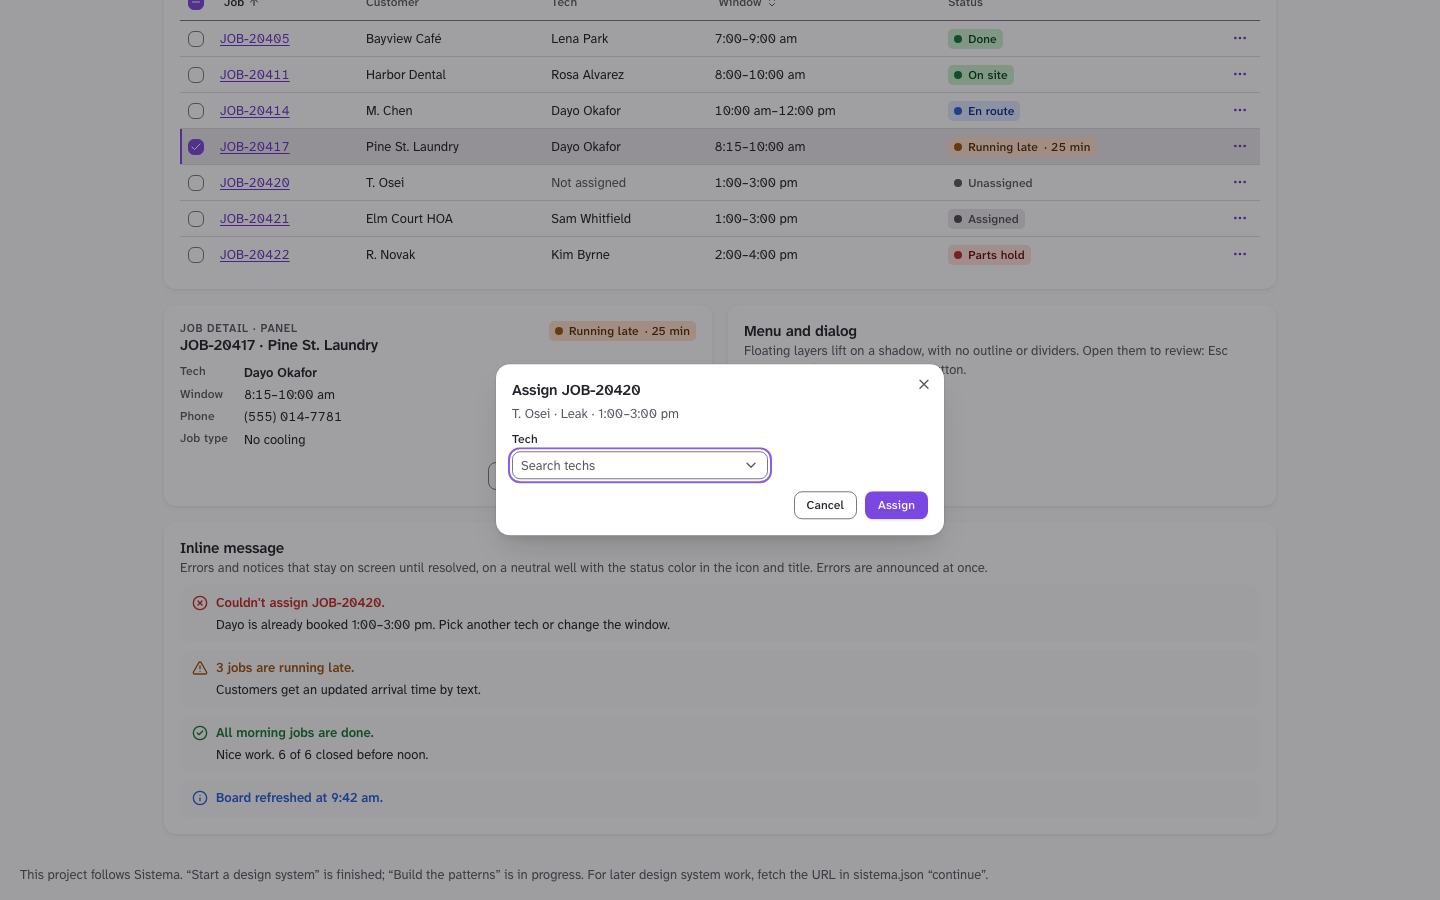 Job ↑ Customer Tech Window Status
JOB-20405 Bayview Café Lena Park 7:00–9:00 am Done
JOB-20411 Harbor Dental Rosa Alvarez 8:00–10:00 am On site
JOB-20414 M. Chen Dayo Okafor 10:00 am–12:00 pm En route
JOB-20417 Pine St. Laundry Dayo Okafor 8:15–10:00 am Running late · 25 min
JOB-20420 T. Osei Not assigned 1:00–3:00 pm Unassigned
JOB-20421 Elm Court HOA Sam Whitfield 1:00–3:00 pm Assigned
JOB-20422 R. Novak Kim Byrne 2:00–4:00 pm Parts hold
JOB DETAIL · PANEL
JOB-20417 · Pine St. Laundry
Running late · 25 min
Tech Dayo Okafor
Window 8:15–10:00 am
Phone (555) 014-7781
Job type No cooling
Menu and dialog
Floating layers lift on a shadow, with no outline or dividers. Open them to review: Esc
Assign JOB-20420
T. Osei · Leak · 1:00–3:00 pm
Tech
Search techs
Cancel
Assign
Inline message
Errors and notices that stay on screen until resolved, on a neutral well with the status color in the icon and title. Errors are announced at once.
Couldn't assign JOB-20420.
Dayo is already booked 1:00–3:00 pm. Pick another tech or change the window.
3 jobs are running late.
Customers get an updated arrival time by text.
All morning jobs are done.
Nice work. 6 of 6 closed before noon.
Board refreshed at 9:42 am.
This project follows Sistema. “Start a design system” is finished; “Build the patterns” is in progress. For later design system work, fetch the URL in sistema.json “continue”.